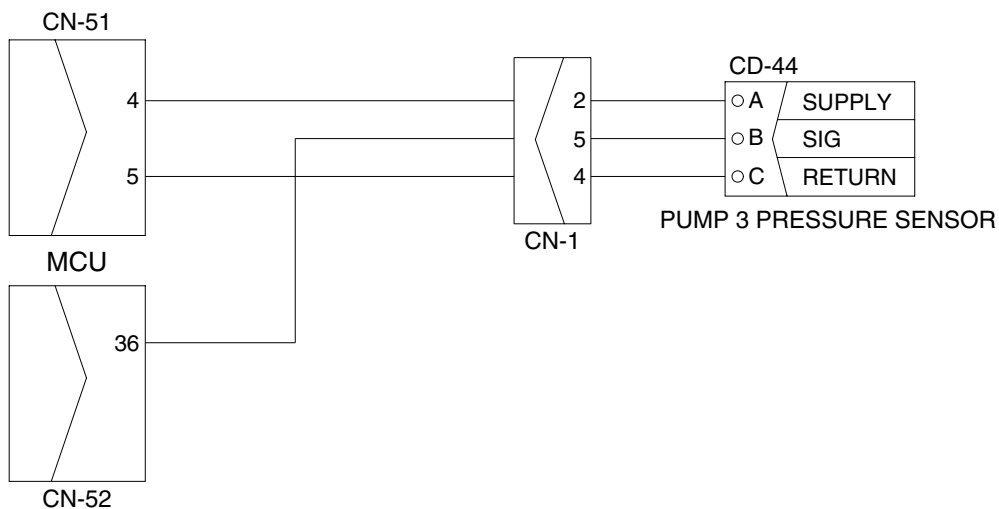 CN-51
4
5
MCU
36
CN-52
2
5
4
CN-1
CD-44
A SUPPLY
B SIG
C RETURN
PUMP 3 PRESSURE SENSOR